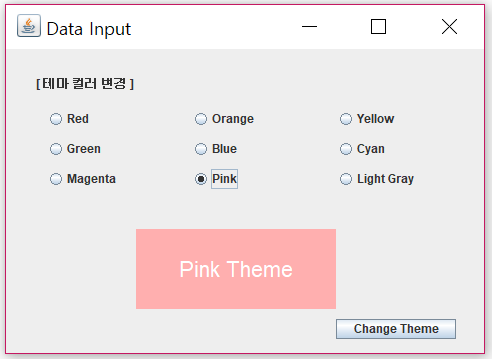 Data Input
[ 테마 컬러 변경 ]
Red Orange Yellow
Green Blue Cyan
Magenta Pink Light Gray
Pink Theme
Change Theme